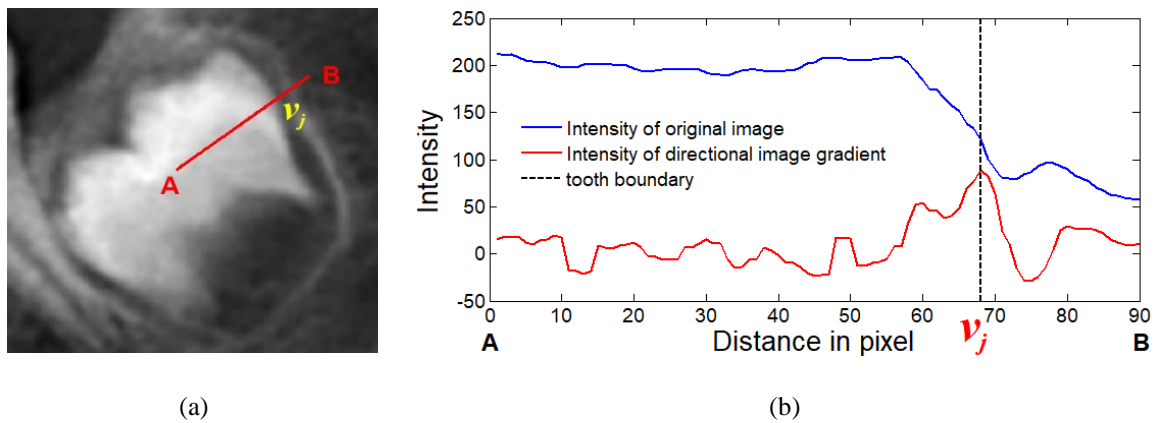 B
v_j
A
250
200
150
100
50
0
-50
Intensity
Intensity of original image
Intensity of directional image gradient
tooth boundary
0 10 20 30 40 50 60 70 80 90
A Distance in pixel v_j B
(a) (b)